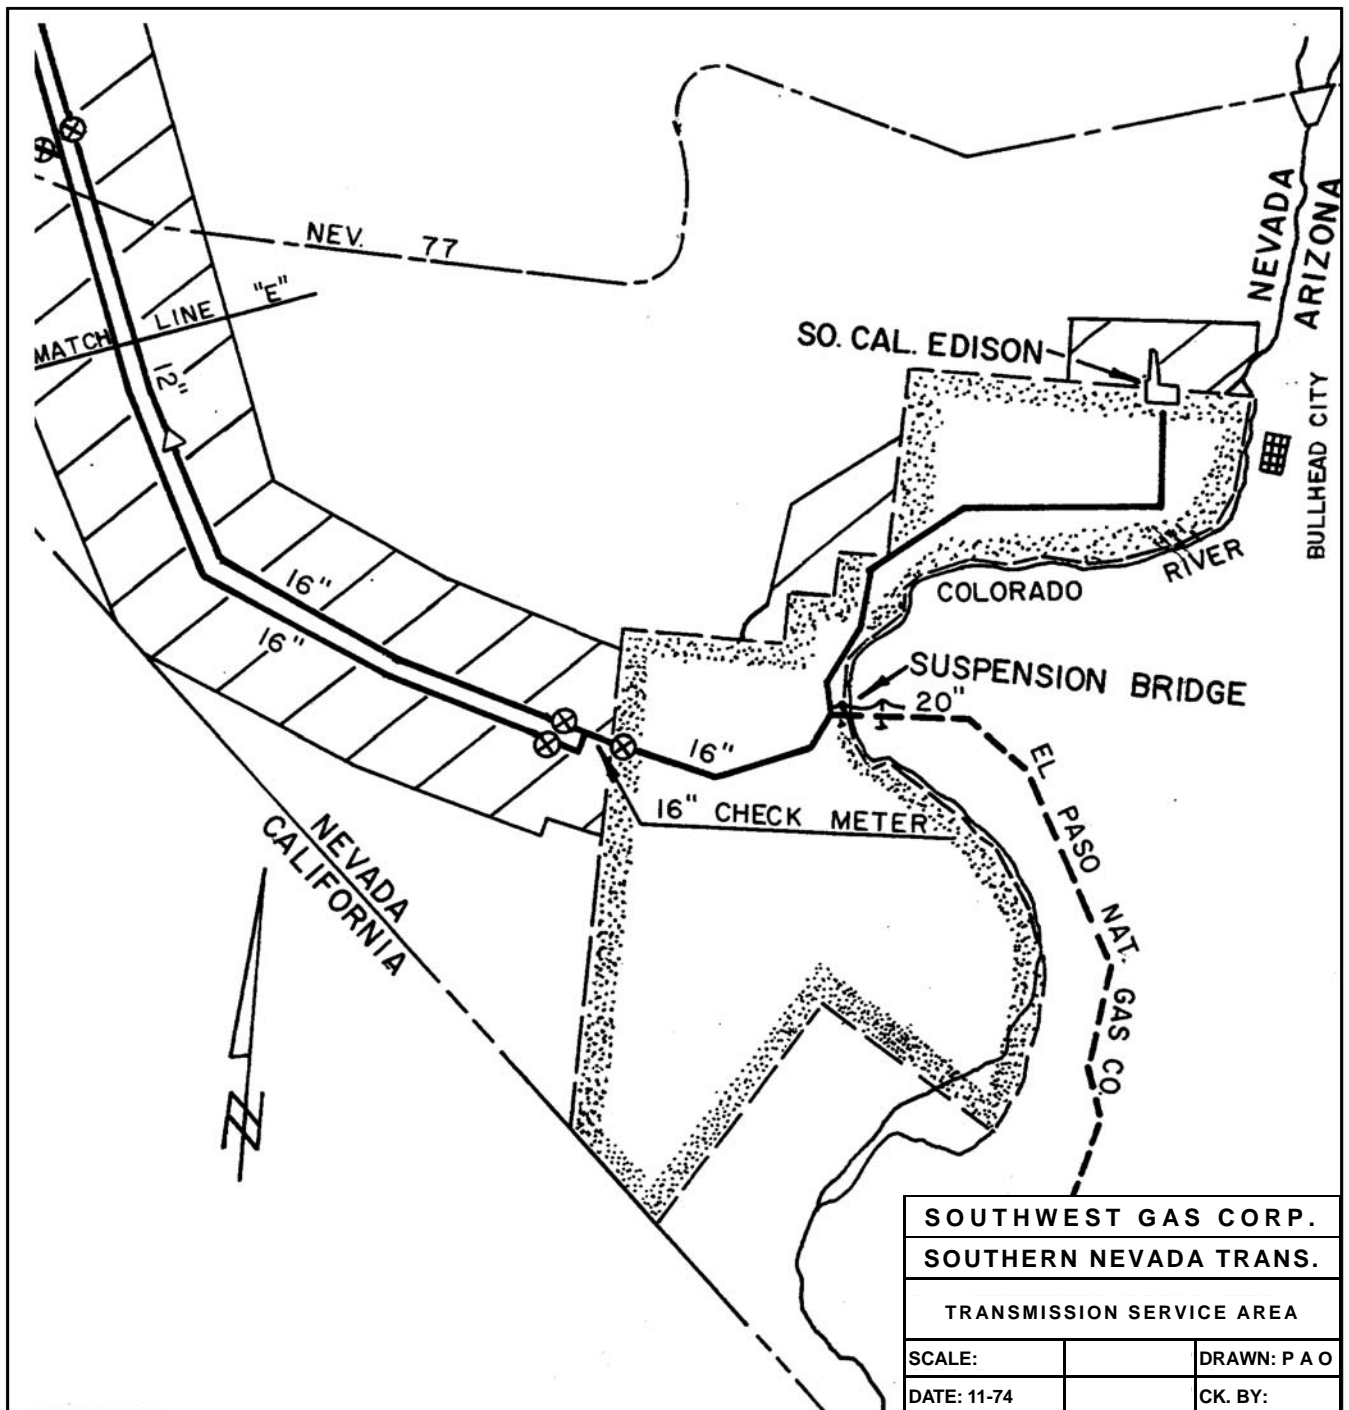 NEVADA
ARIZONA
NEV. 77
MATCH LINE "E"
12"
SO. CAL. EDISON
BULLHEAD CITY
COLORADO
RIVER
16"
16"
SUSPENSION BRIDGE
20"
16"
16" CHECK METER
EL PASO NAT. GAS CO.
NEVADA
CALIFORNIA
N
SOUTHWEST GAS CORP.
SOUTHERN NEVADA TRANS.
TRANSMISSION SERVICE AREA
SCALE:
DRAWN: P A O
DATE: 11-74
CK. BY: